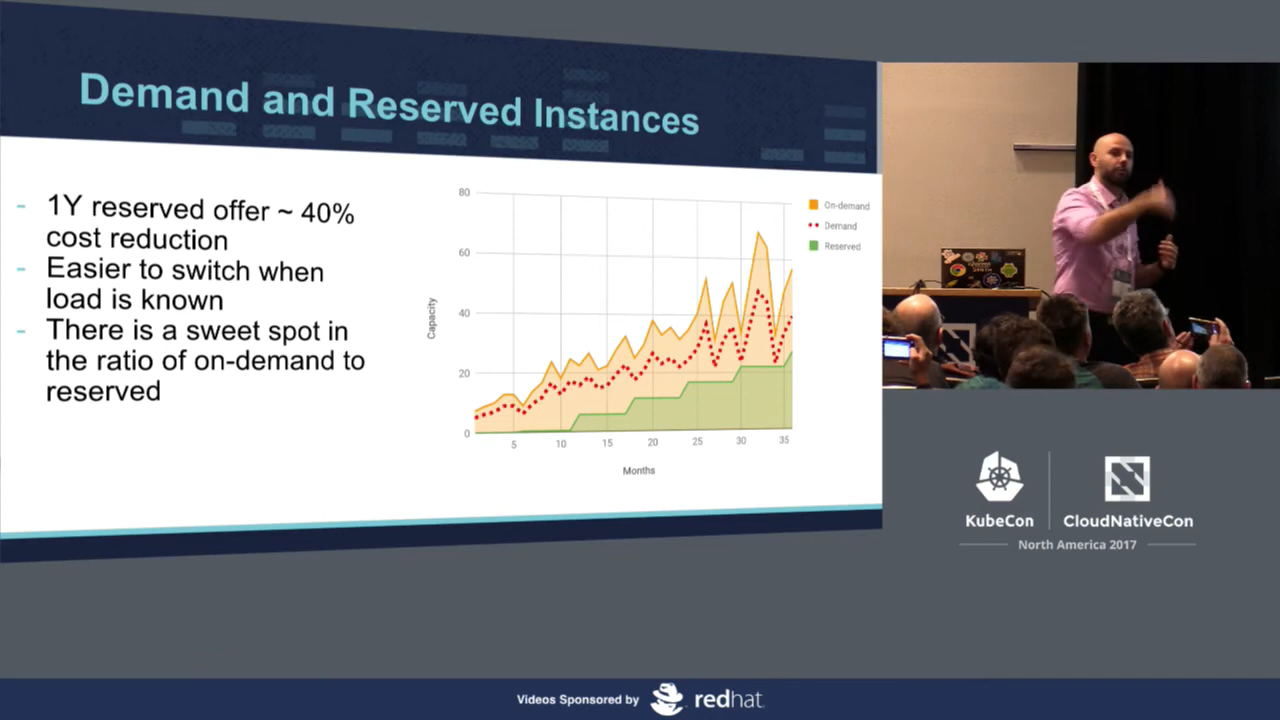 Demand and Reserved Instances
- 1Y reserved offer ~ 40%
cost reduction
- Easier to switch when
load is known
- There is a sweet spot in
the ratio of on-demand to
reserved
80
60
40
20
0
Capacity
5 10 15 20 25 30 35
Months
On-demand
Demand
Reserved
KubeCon
CloudNativeCon
North America 2017
Videos Sponsored by
redhat